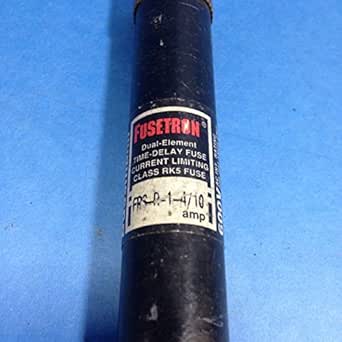 FUSETRON®
Dual-Element
TIME-DELAY FUSE
CURRENT LIMITING
CLASS RK5 FUSE
FRS-R-1-4/10
amp